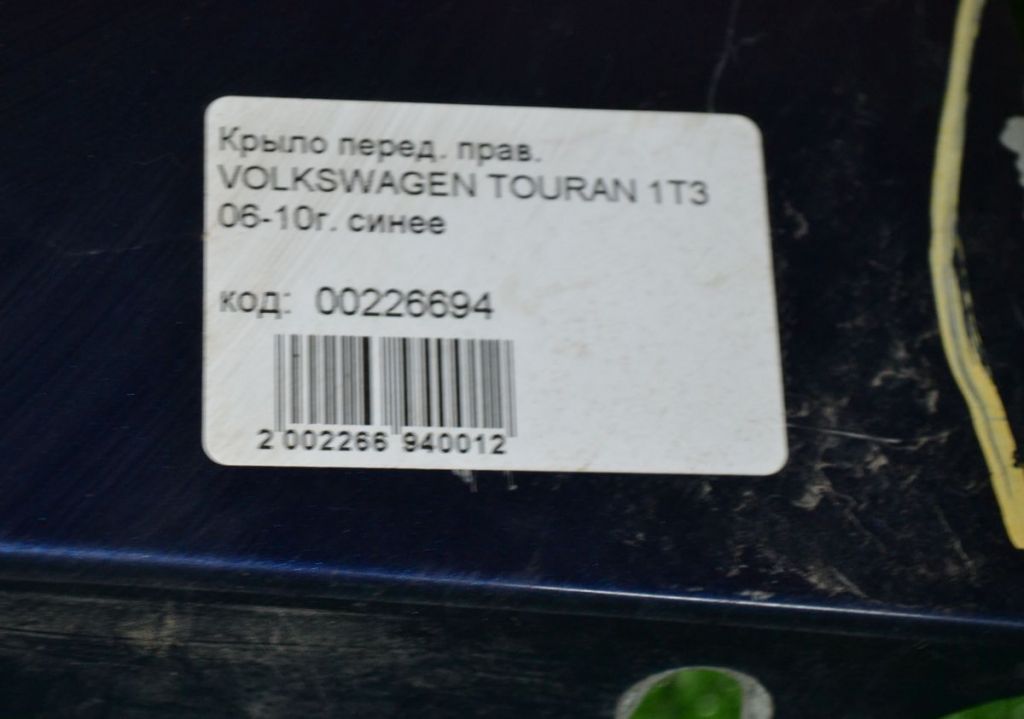 Крыло перед. прав.
VOLKSWAGEN TOURAN 1T3
06-10г. синее
код: 00226694
2 002266 940012